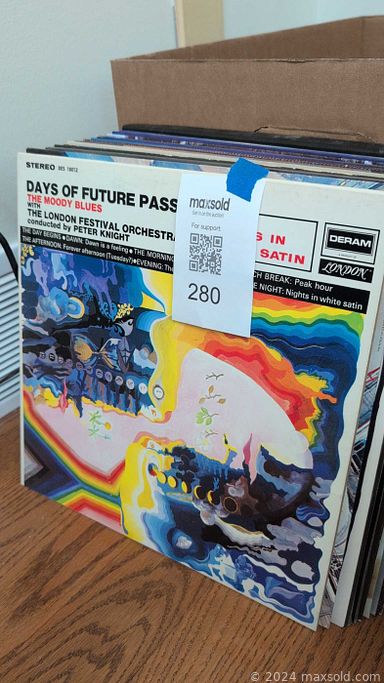 STEREO DES 18012
DAYS OF FUTURE PASS
THE MOODY BLUES
WITH
THE LONDON FESTIVAL ORCHESTRA
conducted by PETER KNIGHT
S IN
SATIN
DERAM
LONDON
THE DAY BEGINS • DAWN: Dawn is a feeling • THE MORNING
CH BREAK: Peak hour
THE AFTERNOON: Forever afternoon (Tuesday?) • EVENING: The
E NIGHT: Nights in white satin
maxsold
For support
280
© 2024 maxsold.com